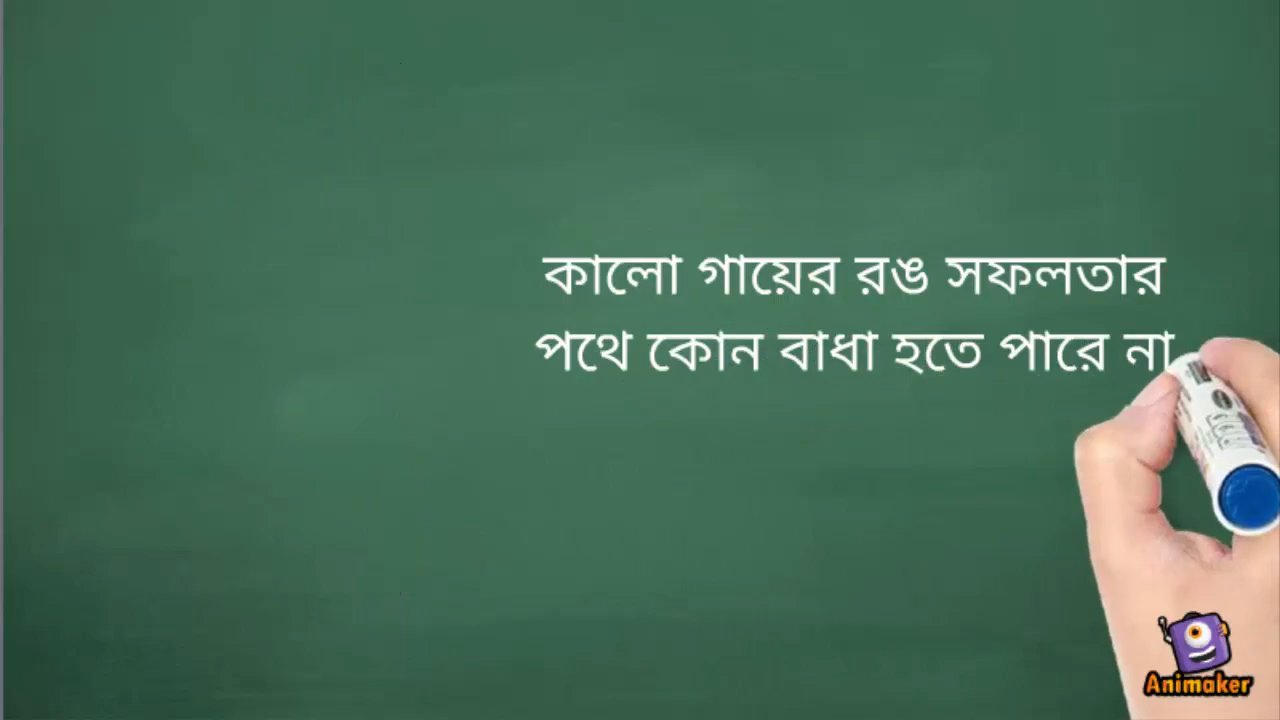 কালো গায়ের রঙ সফলতার
পথে কোন বাধা হতে পারে না
Animaker